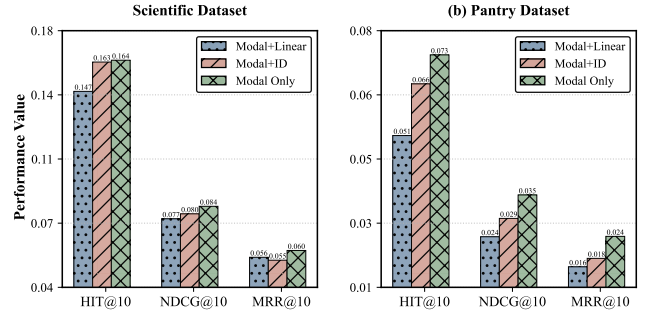 Scientific Dataset
0.18
0.14
0.11
0.07
0.04
Performance Value
Modal+Linear
Modal+ID
Modal Only
0.147
0.163
0.164
0.077
0.080
0.084
0.056
0.055
0.060
HIT@10
NDCG@10
MRR@10
(b) Pantry Dataset
0.08
0.06
0.05
0.03
0.01
Modal+Linear
Modal+ID
Modal Only
0.051
0.066
0.073
0.024
0.029
0.035
0.016
0.018
0.024
HIT@10
NDCG@10
MRR@10